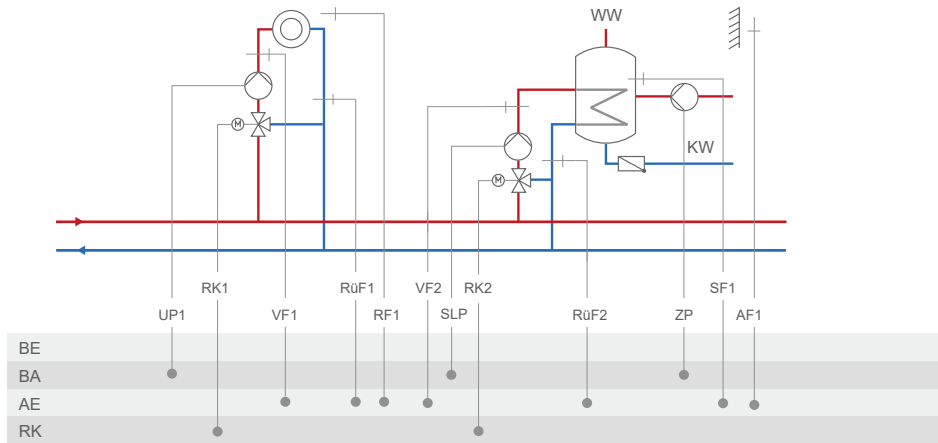 WW
M
KW
M
RK1 RüF1 VF2 RK2 SF1
UP1 VF1 RF1 SLP RüF2 ZP AF1
BE
BA
AE
RK